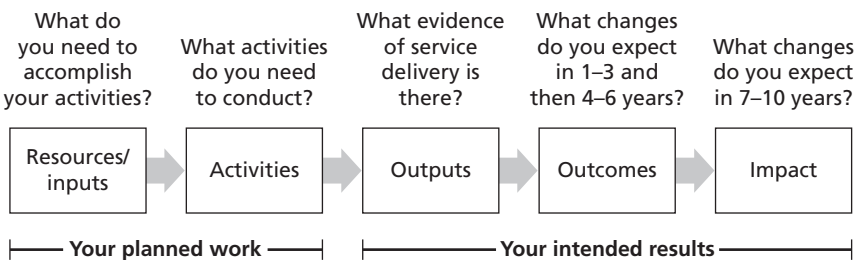 What do
you need to
accomplish
your activities?
What activities
do you need
to conduct?
What evidence
of service
delivery is
there?
What changes
do you expect
in 1–3 and
then 4–6 years?
What changes
do you expect
in 7–10 years?
Resources/
inputs
Activities
Outputs
Outcomes
Impact
Your planned work
Your intended results